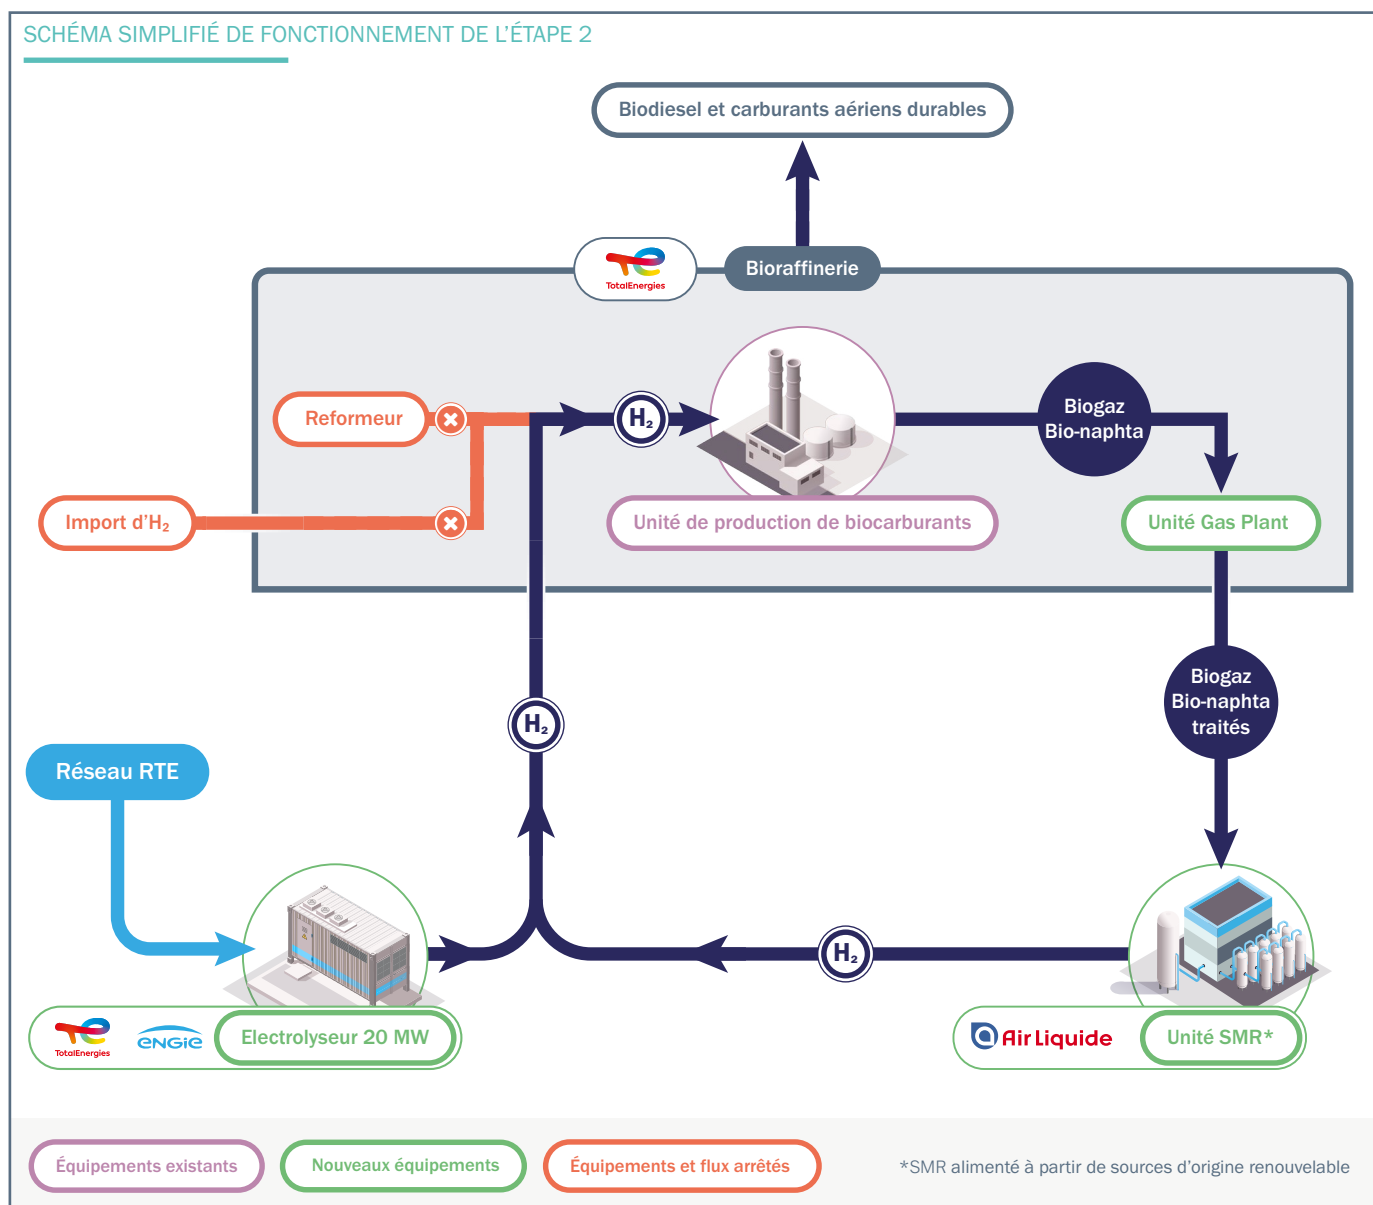 SCHÉMA SIMPLIFIÉ DE FONCTIONNEMENT DE L'ÉTAPE 2
Biodiesel et carburants aériens durables
TotalEnergies
Bioraffinerie
Reformeur
H₂
Biogaz
Bio-naphta
Import d'H₂
Unité de production de biocarburants
Unité Gas Plant
Biogaz
Bio-naphta
traités
H₂
Réseau RTE
H₂
TotalEnergies
ENGIE
Electrolyseur 20 MW
Air Liquide
Unité SMR*
Équipements existants
Nouveaux équipements
Équipements et flux arrêtés
*SMR alimenté à partir de sources d'origine renouvelable